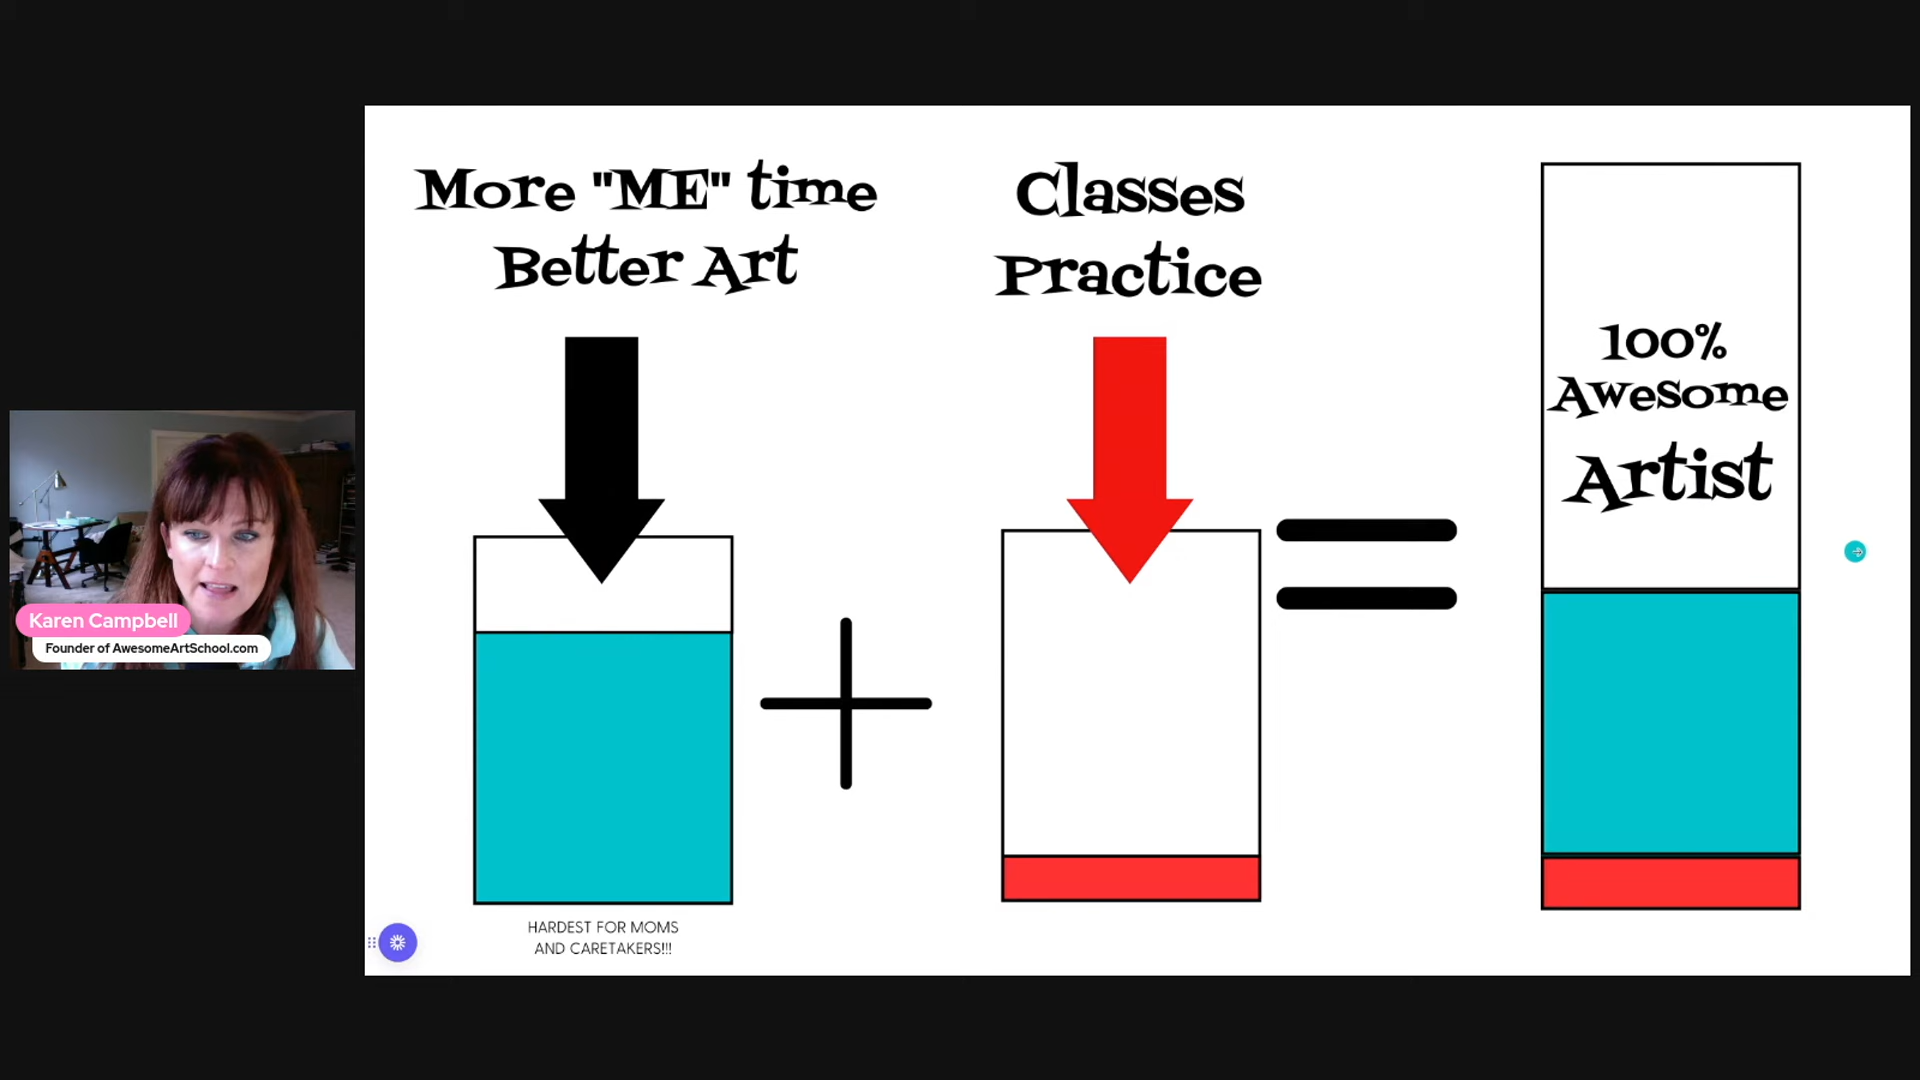 More "ME" time
Better Art
Classes
Practice
100%
Awesome
Artist
Karen Campbell
Founder of AwesomeArtSchool.com
HARDEST FOR MOMS
AND CARETAKERS!!!